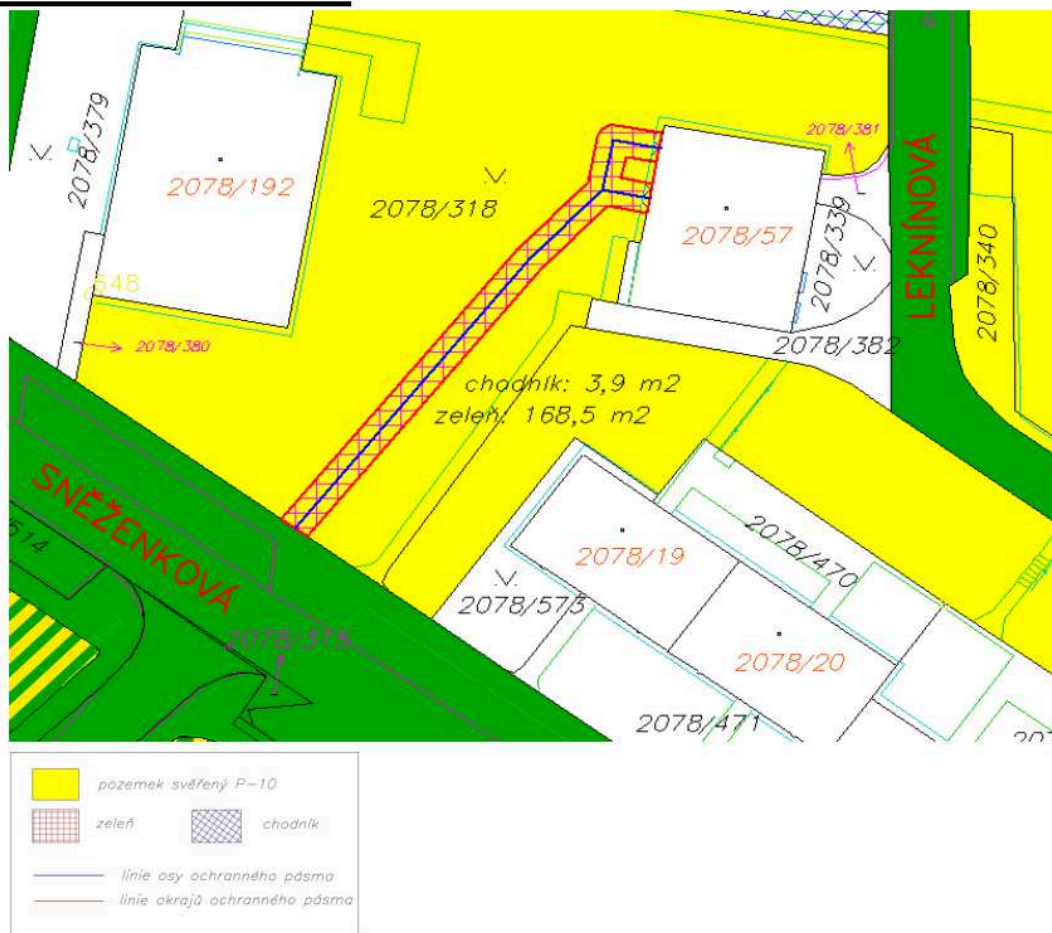 2078/379
2078/192
2078/318
2078/381
2078/57
2078/339
LEKNÍNOVÁ
2078/340
648
2078/380
2078/382
chodník: 3,9 m2
zeleň: 168,5 m2
SNĚŽENKOVÁ
614
2078/19
2078/470
2078/573
2078/315
2078/20
2078/471
pozemek svěřený P-10
zeleň
chodník
linie osy ochranného pásma
linie okrajů ochranného pásma